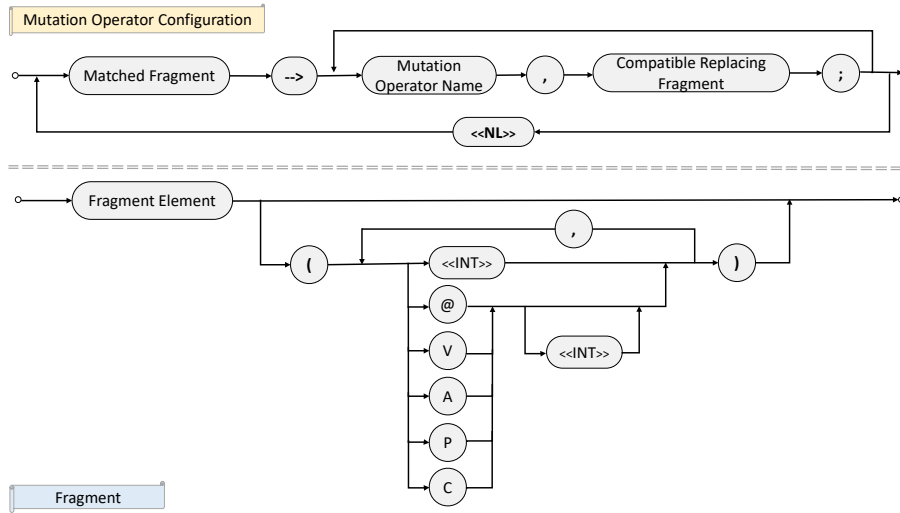 Mutation Operator Configuration
Matched Fragment --> Mutation Operator Name , Compatible Replacing Fragment ;
<<NL>>
Fragment Element
,
( <<INT>> )
@
V <<INT>>
A
P
C
Fragment